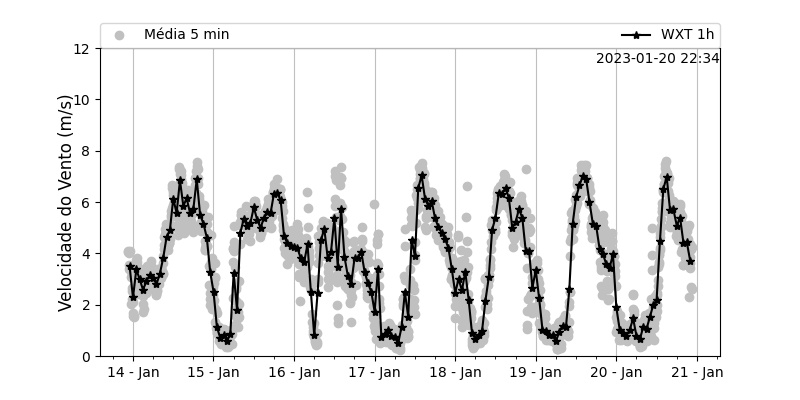 Média 5 min
WXT 1h
2023-01-20 22:34
Velocidade do Vento (m/s)
12
10
8
6
4
2
0
14 - Jan
15 - Jan
16 - Jan
17 - Jan
18 - Jan
19 - Jan
20 - Jan
21 - Jan